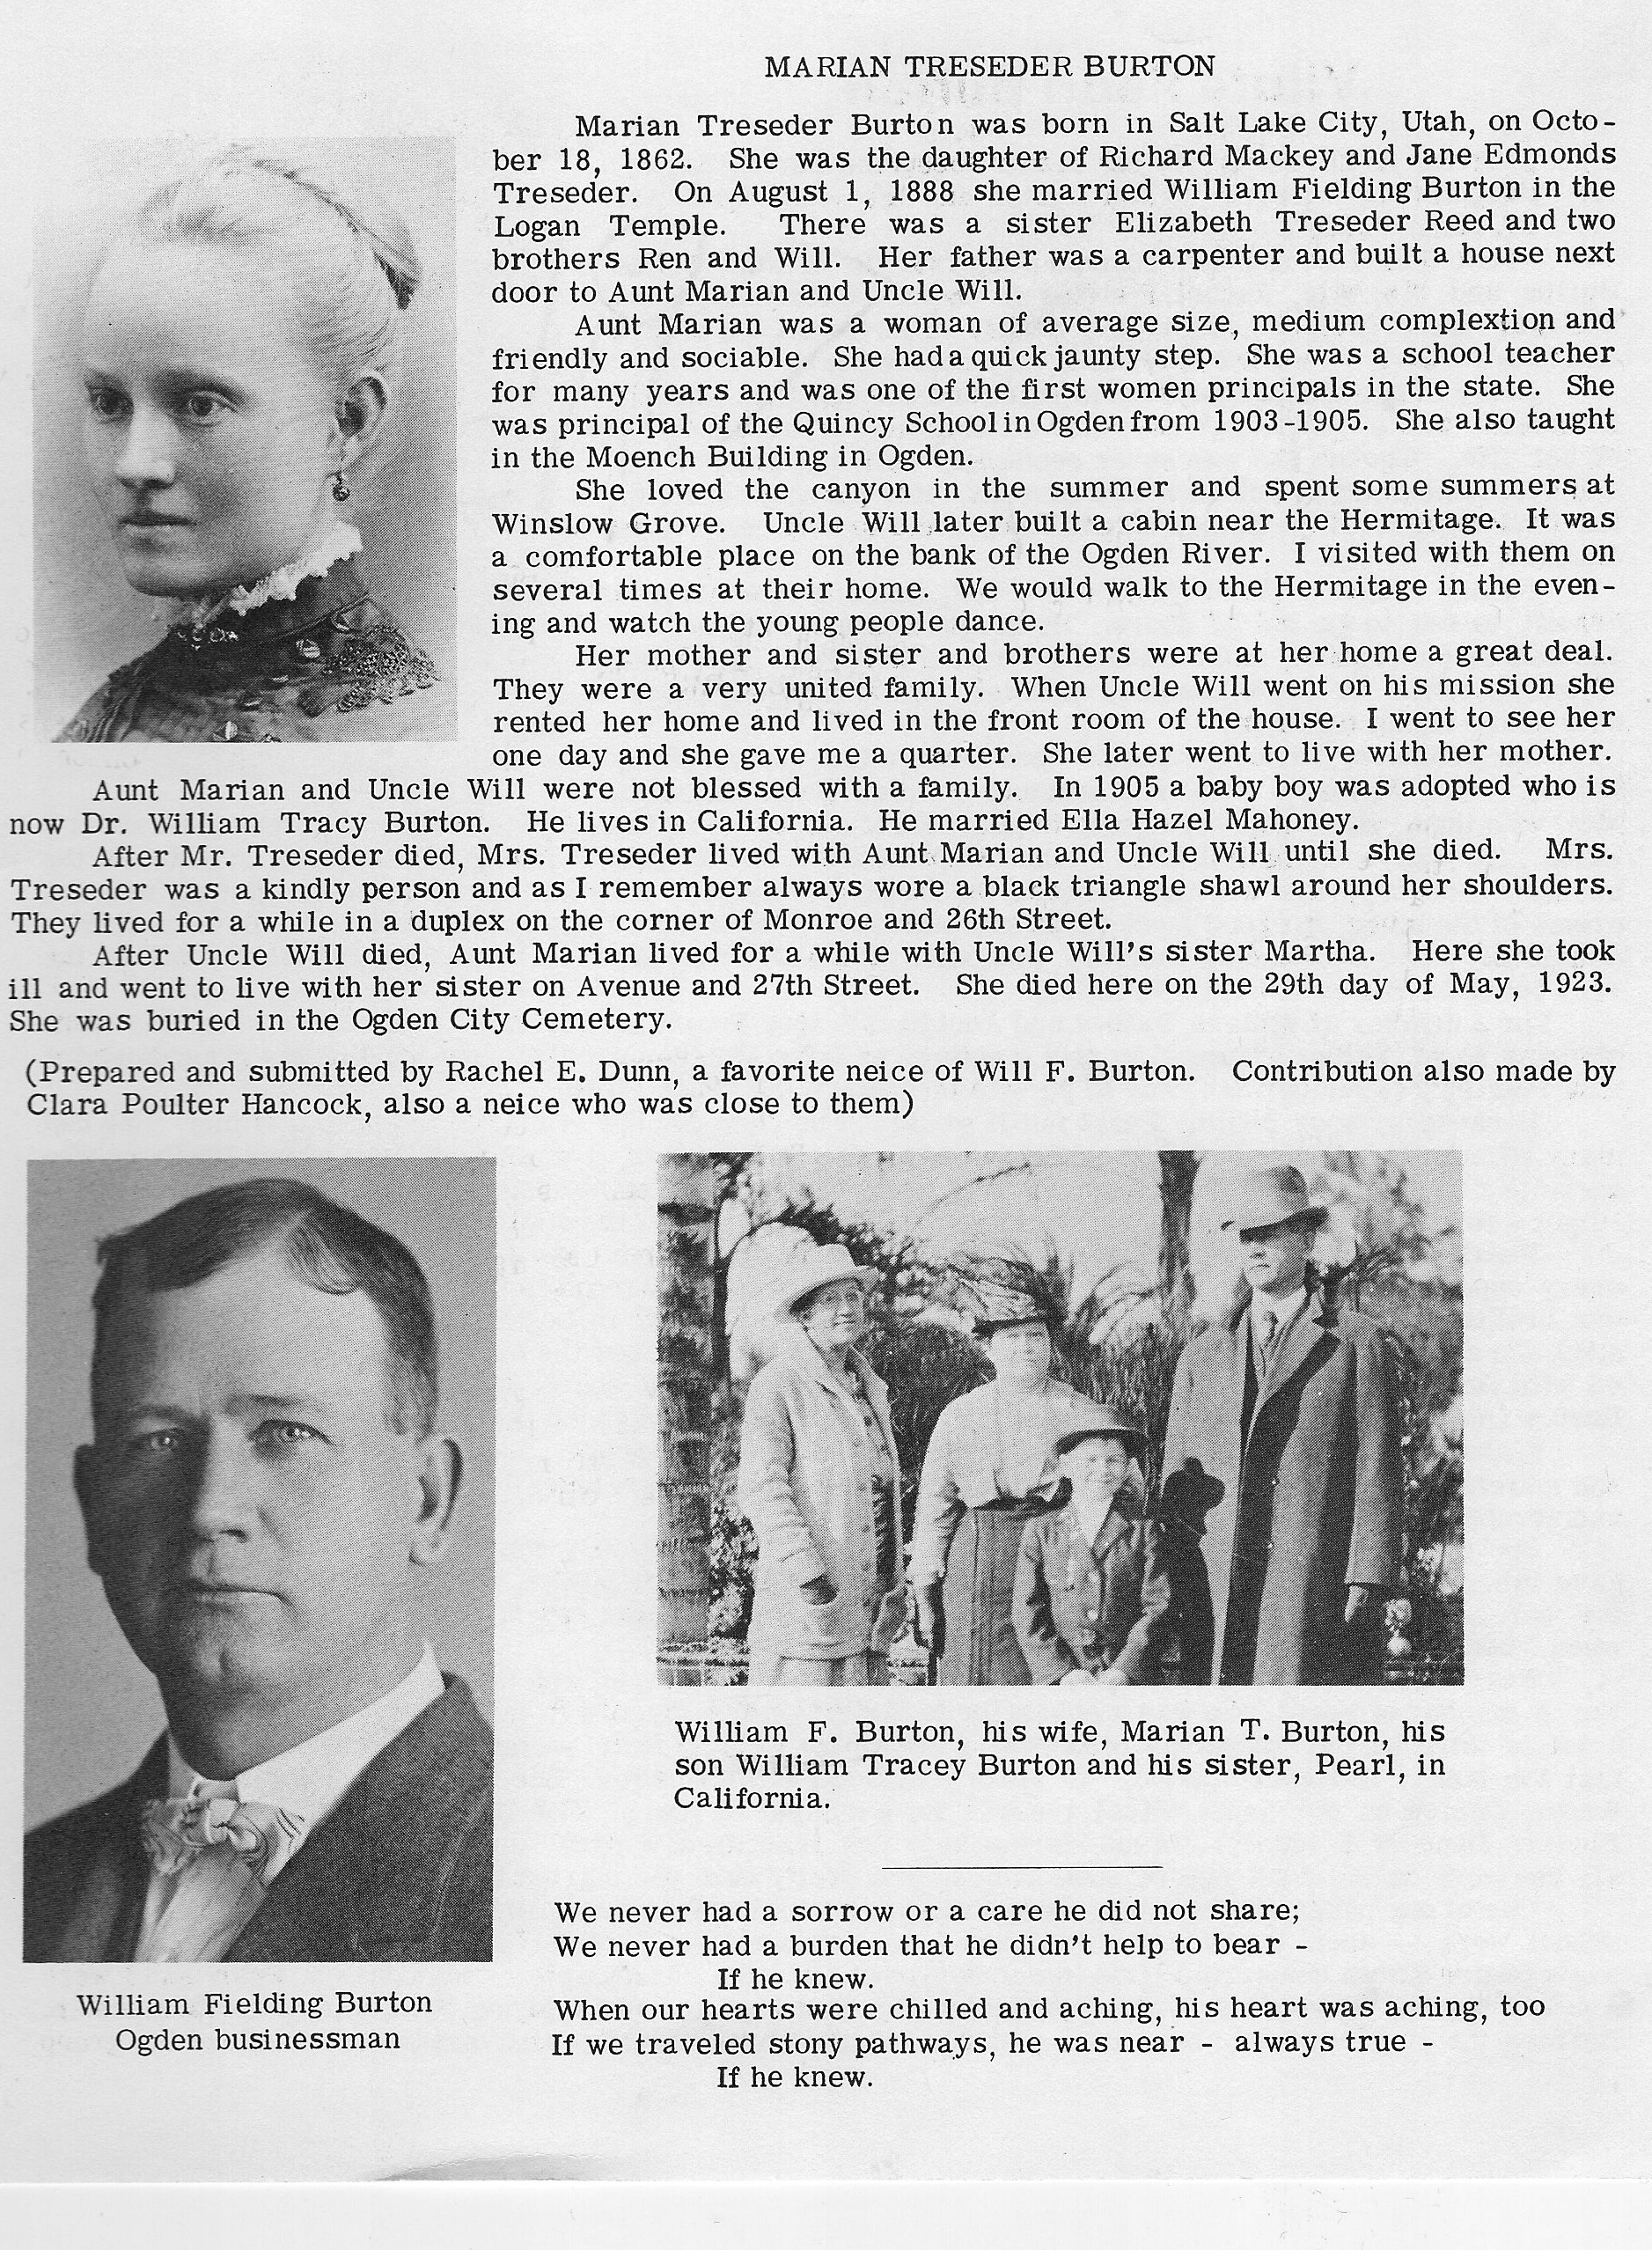 MARIAN TRESEDER BURTON
Marian Treseder Burton was born in Salt Lake City, Utah, on Octo-
ber 18, 1862. She was the daughter of Richard Mackey and Jane Edmonds
Treseder. On August 1, 1888 she married William Fielding Burton in the
Logan Temple. There was a sister Elizabeth Treseder Reed and two
brothers Ren and Will. Her father was a carpenter and built a house next
door to Aunt Marian and Uncle Will.
Aunt Marian was a woman of average size, medium complextion and
friendly and sociable. She had a quick jaunty step. She was a school teacher
for many years and was one of the first women principals in the state. She
was principal of the Quincy School in Ogden from 1903-1905. She also taught
in the Moench Building in Ogden.
She loved the canyon in the summer and spent some summers at
Winslow Grove. Uncle Will later built a cabin near the Hermitage. It was
a comfortable place on the bank of the Ogden River. I visited with them on
several times at their home. We would walk to the Hermitage in the even-
ing and watch the young people dance.
Her mother and sister and brothers were at her home a great deal.
They were a very united family. When Uncle Will went on his mission she
rented her home and lived in the front room of the house. I went to see her
one day and she gave me a quarter. She later went to live with her mother.
Aunt Marian and Uncle Will were not blessed with a family. In 1905 a baby boy was adopted who is
now Dr. William Tracy Burton. He lives in California. He married Ella Hazel Mahoney.
After Mr. Treseder died, Mrs. Treseder lived with Aunt Marian and Uncle Will until she died. Mrs.
Treseder was a kindly person and as I remember always wore a black triangle shawl around her shoulders.
They lived for a while in a duplex on the corner of Monroe and 26th Street.
After Uncle Will died, Aunt Marian lived for a while with Uncle Will's sister Martha. Here she took
ill and went to live with her sister on Avenue and 27th Street. She died here on the 29th day of May, 1923.
She was buried in the Ogden City Cemetery.
(Prepared and submitted by Rachel E. Dunn, a favorite neice of Will F. Burton. Contribution also made by
Clara Poulter Hancock, also a neice who was close to them)
William F. Burton, his wife, Marian T. Burton, his
son William Tracey Burton and his sister, Pearl, in
California.
We never had a sorrow or a care he did not share;
We never had a burden that he didn't help to bear -
If he knew.
When our hearts were chilled and aching, his heart was aching, too
If we traveled stony pathways, he was near - always true -
If he knew.
William Fielding Burton
Ogden businessman